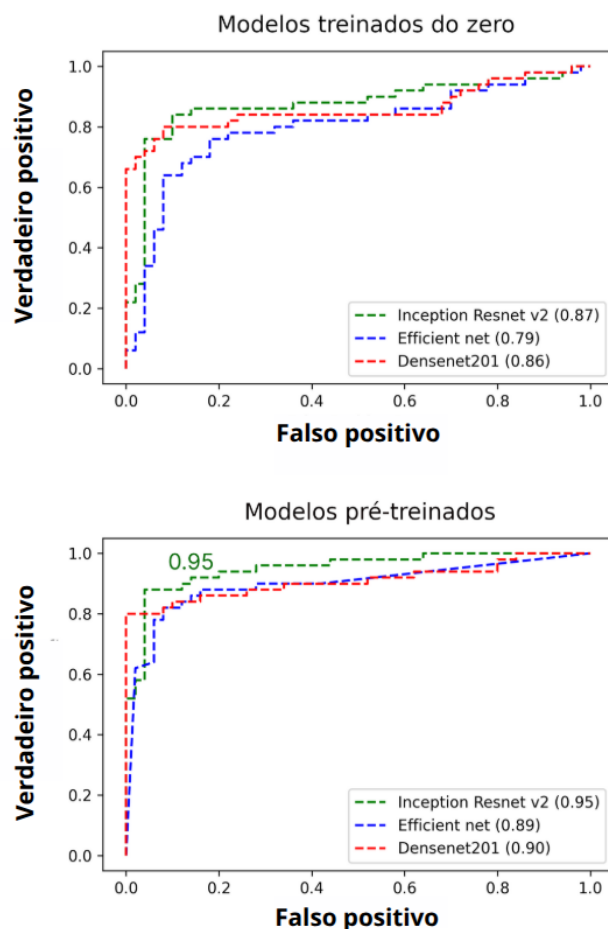 Modelos treinados do zero
Verdadeiro positivo
1.0
0.8
0.6
0.4
0.2
0.0
Inception Resnet v2 (0.87)
Efficient net (0.79)
Densenet201 (0.86)
0.0 0.2 0.4 0.6 0.8 1.0
Falso positivo
Modelos pré-treinados
Verdadeiro positivo
0.95
1.0
0.8
0.6
0.4
0.2
0.0
Inception Resnet v2 (0.95)
Efficient net (0.89)
Densenet201 (0.90)
0.0 0.2 0.4 0.6 0.8 1.0
Falso positivo